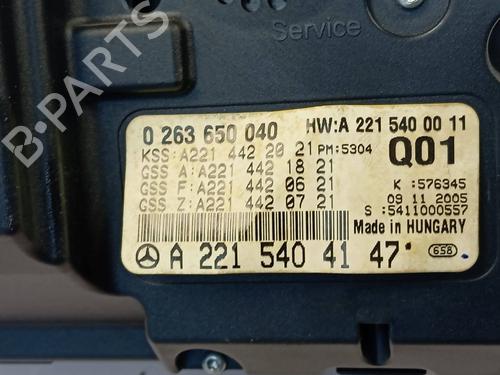 Service
0 263 650 040 HW:A 221 540 00 11
KSS:A221 442 20 21 PM:5304 Q01
GSS A:A221 442 18 21
GSS F:A221 442 06 21 K :576345
GSS Z:A221 442 07 21 09 11 2005
S :5411000557
Made in HUNGARY
A 221 540 41 47 658
B-PARTS